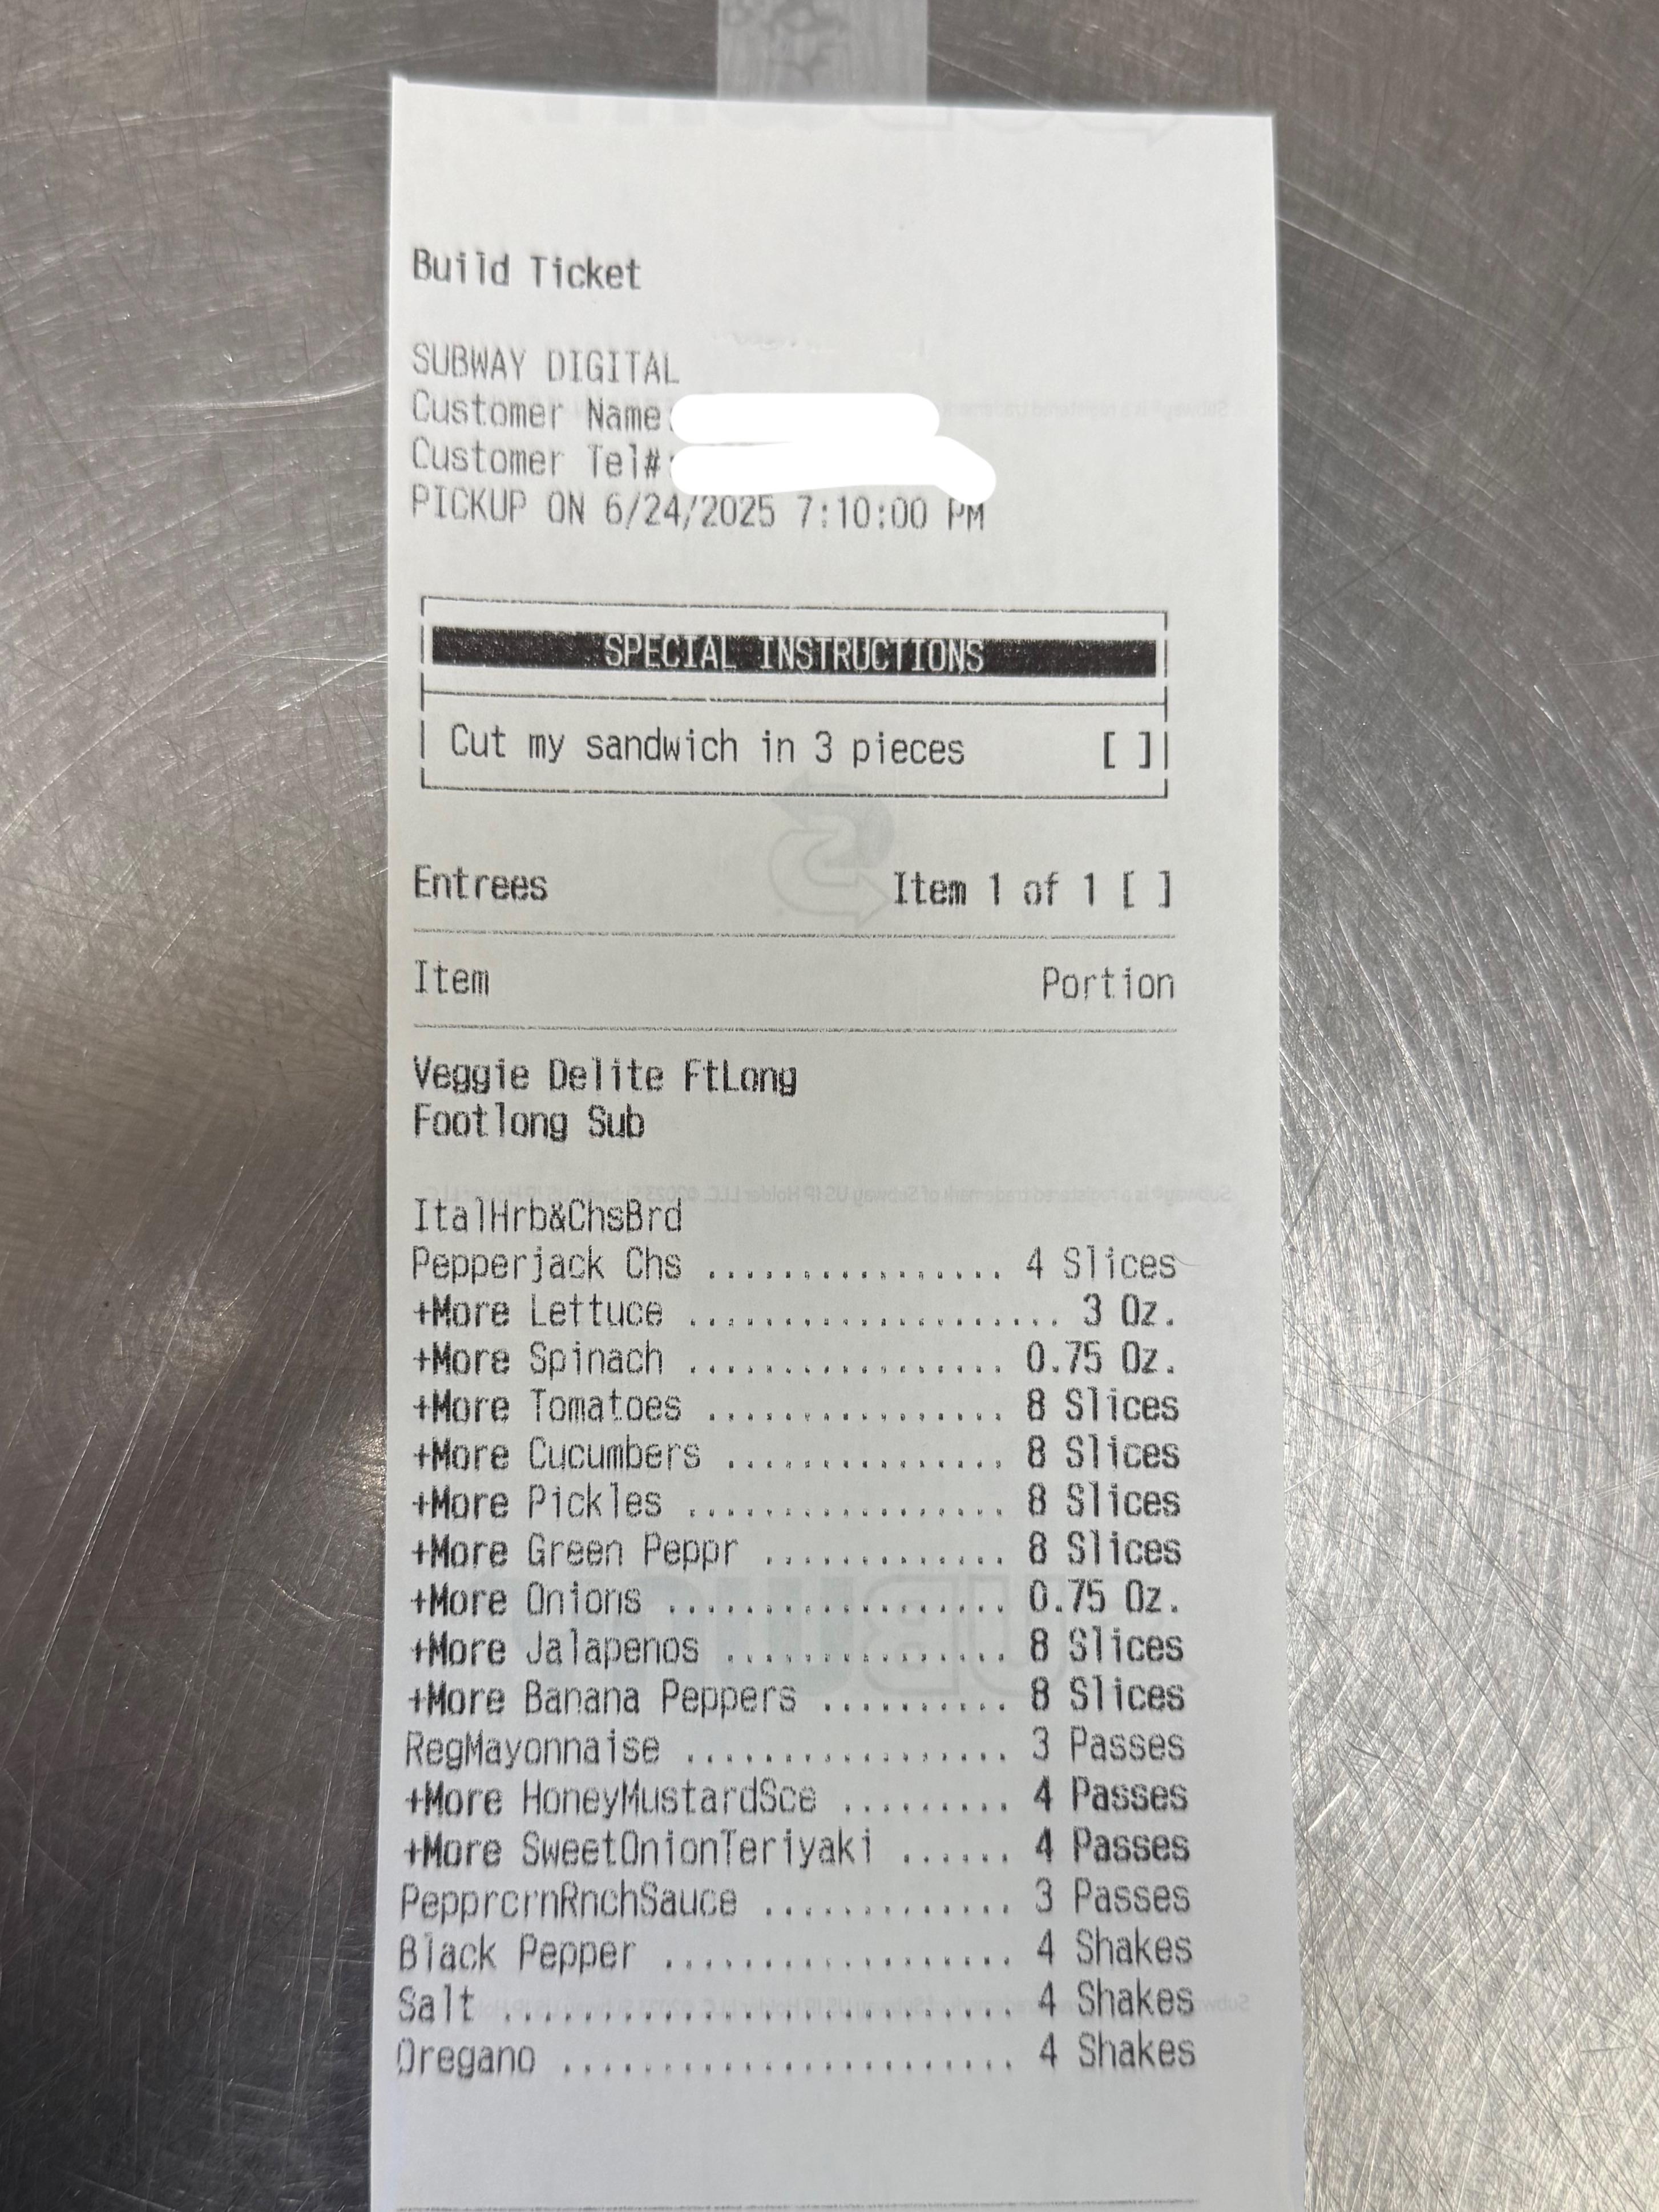 Build Ticket
SUBWAY DIGITAL
Customer Name:
Customer Tel#:
PICKUP ON 6/24/2025 7:10:00 PM
SPECIAL INSTRUCTIONS
Cut my sandwich in 3 pieces [ ]
Entrees Item 1 of 1 [ ]
Item Portion
Veggie Delite FtLong
Footlong Sub
ItalHrb&ChsBrd
Pepperjack Chs ................ 4 Slices
+More Lettuce .................... 3 Oz.
+More Spinach ................. 0.75 Oz.
+More Tomatoes ................ 8 Slices
+More Cucumbers ............... 8 Slices
+More Pickles ................. 8 Slices
+More Green Peppr ............. 8 Slices
+More Onions .................. 0.75 Oz.
+More Jalapenos ............... 8 Slices
+More Banana Peppers .......... 8 Slices
RegMayonnaise ................. 3 Passes
+More HoneyMustardSce ......... 4 Passes
+More SweetOnionTeriyaki ...... 4 Passes
PepprcrnRnchSauce ............. 3 Passes
Black Pepper .................. 4 Shakes
Salt .......................... 4 Shakes
Oregano ....................... 4 Shakes